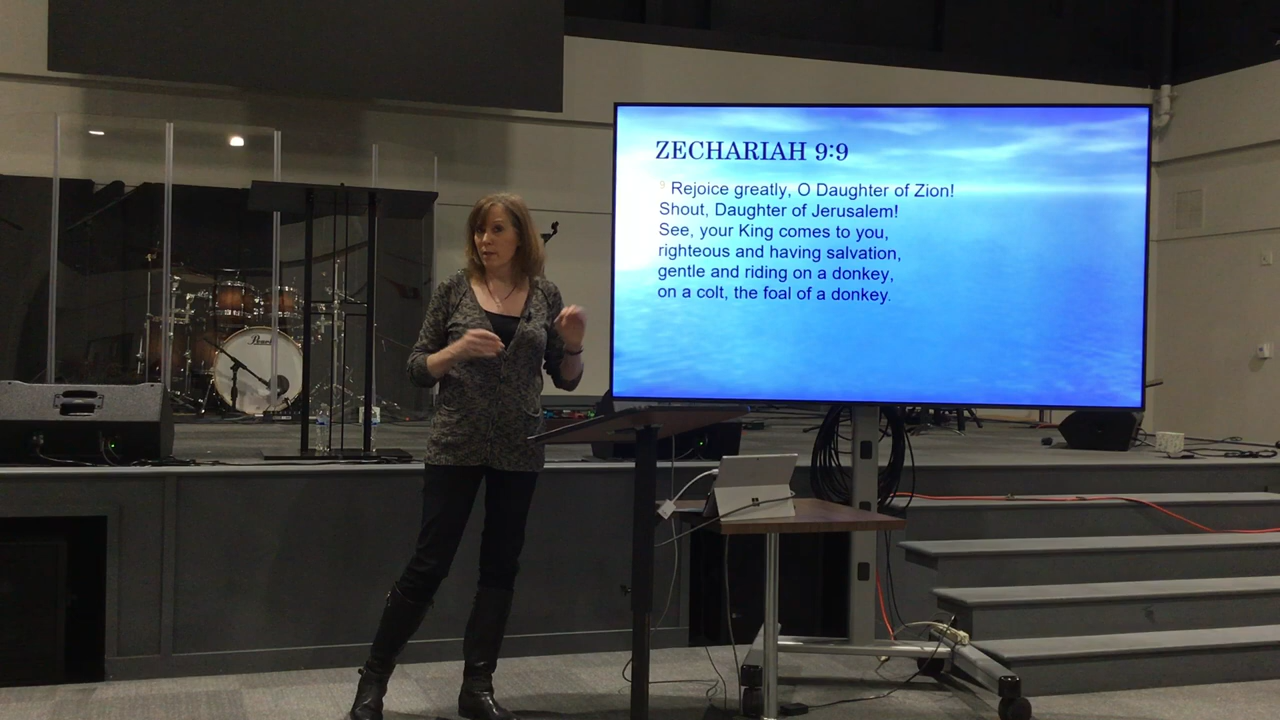 ZECHARIAH 9:9
9 Rejoice greatly, O Daughter of Zion!
Shout, Daughter of Jerusalem!
See, your King comes to you,
righteous and having salvation,
gentle and riding on a donkey,
on a colt, the foal of a donkey.
Pearl